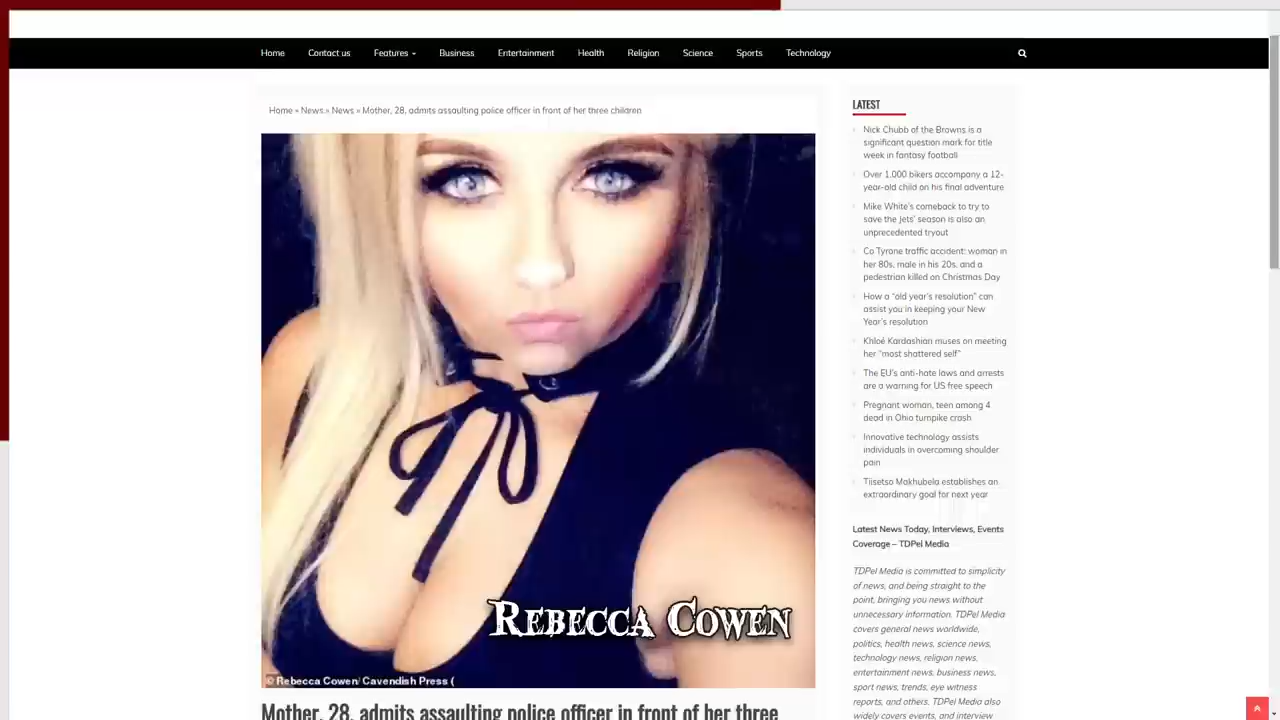 Home
Contact us
Features
Business
Entertainment
Health
Religion
Science
Sports
Technology
Home » News » News » Mother, 28, admits assaulting police officer in front of her three children
REBECCA COWEN
© Rebecca Cowen/ Cavendish Press (
Mother, 28, admits assaulting police officer in front of her three
LATEST
Nick Chubb of the Browns is a
significant question mark for title
week in fantasy football
Over 1,000 bikers accompany a 12-
year-old child on his final adventure
Mike White's comeback to try to
save the Jets' season is also an
unprecedented tryout
Co Tyrone traffic accident: woman in
her 80s, male in his 20s, and a
pedestrian killed on Christmas Day
How a "old year's resolution" can
assist you in keeping your New
Year's resolution
Khloé Kardashian muses on meeting
her "most shattered self"
The EU's anti-hate laws and arrests
are a warning for US free speech
Pregnant woman, teen among 4
dead in Ohio turnpike crash
Innovative technology assists
individuals in overcoming shoulder
pain
Tiisetso Makhubela establishes an
extraordinary goal for next year
Latest News Today, Interviews, Events
Coverage – TDPel Media
TDPel Media is committed to simplicity
of news, and being straight to the
point, bringing you news without
unnecessary information. TDPel Media
covers general news worldwide,
politics, health news, science news,
technology news, religion news,
entertainment news, business news,
sport news, trends, eye witness
reports, and others. TDPel Media also
widely covers events, and interview